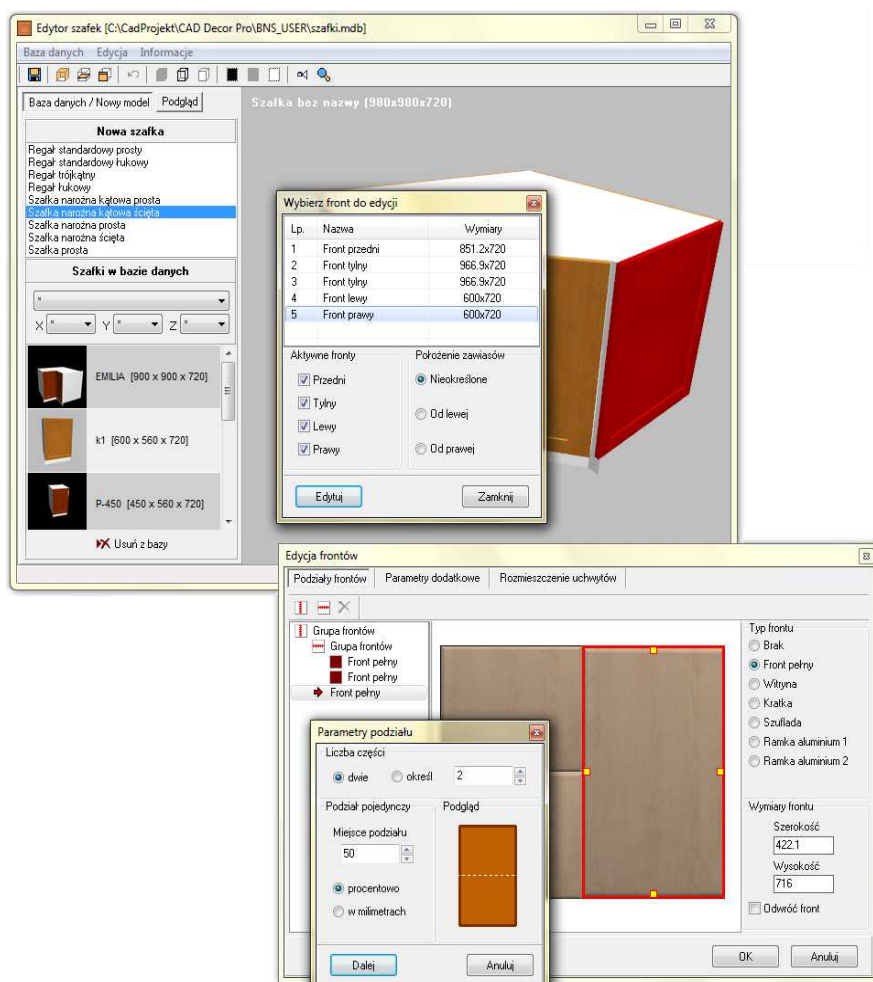 Edytor szafek [C:\CadProjekt\CAD Decor Pro\BNS_USER\szafki.mdb]
Baza danych Edycja Informacje
Baza danych / Nowy model Podgląd
Szafka bez nazwy [980x980x720]
Nowa szafka
Regał standardowy prosty
Regał standardowy łukowy
Regał trójkątny
Regał łukowy
Szafka narożna kątowa prosta
Szafka narożna kątowa ścięta
Szafka narożna prosta
Szafka narożna ścięta
Szafka prosta
Szafki w bazie danych
*
X * Y * Z *
EMILIA [900 x 900 x 720]
k1 [600 x 560 x 720]
P-450 [450 x 560 x 720]
Usuń z bazy
Wybierz front do edycji
Lp. Nazwa Wymiary
1 Front przedni 851.2x720
2 Front tylny 966.9x720
3 Front tylny 966.9x720
4 Front lewy 600x720
5 Front prawy 600x720
Aktywne fronty
Przedni
Tylny
Lewy
Prawy
Położenie zawiasów
Nieokreślone
Od lewej
Od prawej
Edytuj Zamknij
Edycja frontów
Podziały frontów Parametry dodatkowe Rozmieszczenie uchwytów
Grupa frontów
Grupa frontów
Front pełny
Front pełny
Front pełny
Typ frontu
Brak
Front pełny
Witryna
Kratka
Szuflada
Ramka aluminium 1
Ramka aluminium 2
Wymiary frontu
Szerokość
422.1
Wysokość
716
Odwróć front
OK Anuluj
Parametry podziału
Liczba części
dwie określ 2
Podział pojedynczy
Miejsce podziału
50
procentowo
w milimetrach
Podgląd
Dalej Anuluj